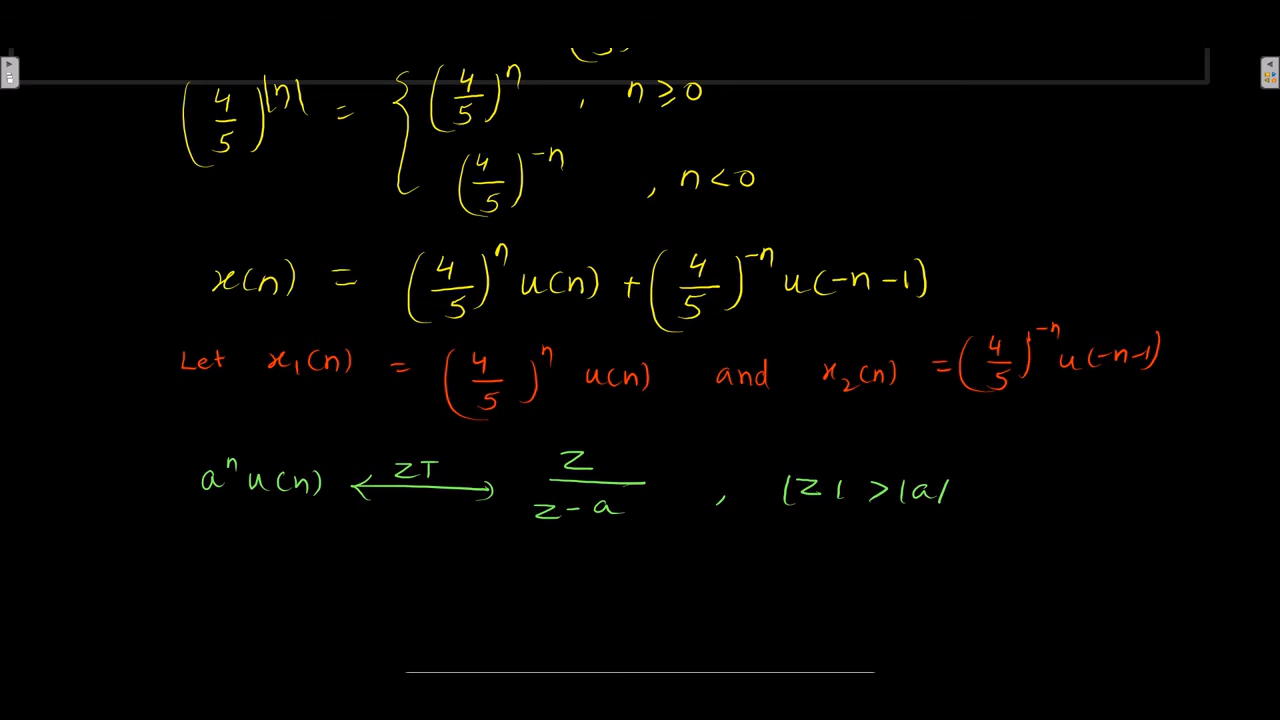 (4/5)^|n| = { (4/5)^n , n ≥ 0
(4/5)^-n , n < 0
x(n) = (4/5)^n u(n) + (4/5)^-n u(-n-1)
Let x₁(n) = (4/5)^n u(n) and x₂(n) = (4/5)^-n u(-n-1)
a^n u(n) ⟷ ZT z/(z-a) , |z| > |a|